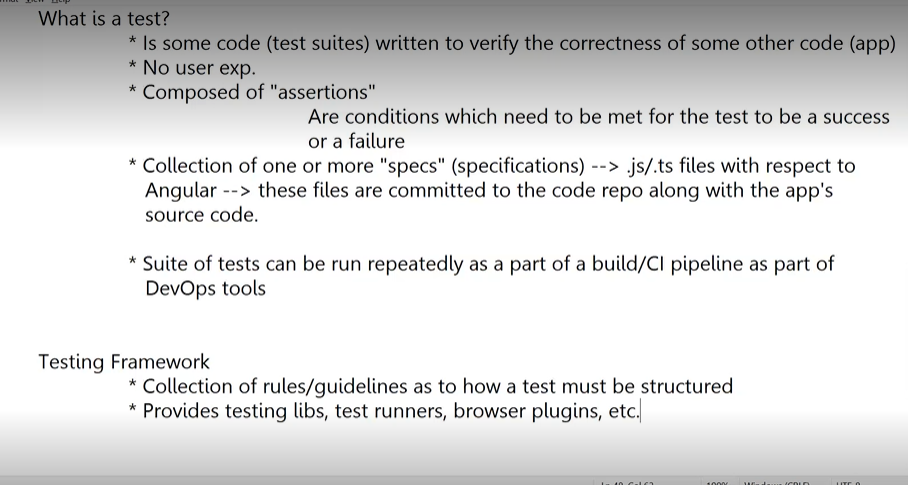 What is a test?
* Is some code (test suites) written to verify the correctness of some other code (app)
* No user exp.
* Composed of "assertions"
Are conditions which need to be met for the test to be a success
or a failure
* Collection of one or more "specs" (specifications) --> .js/.ts files with respect to
Angular --> these files are committed to the code repo along with the app's
source code.
* Suite of tests can be run repeatedly as a part of a build/CI pipeline as part of
DevOps tools
Testing Framework
* Collection of rules/guidelines as to how a test must be structured
* Provides testing libs, test runners, browser plugins, etc.